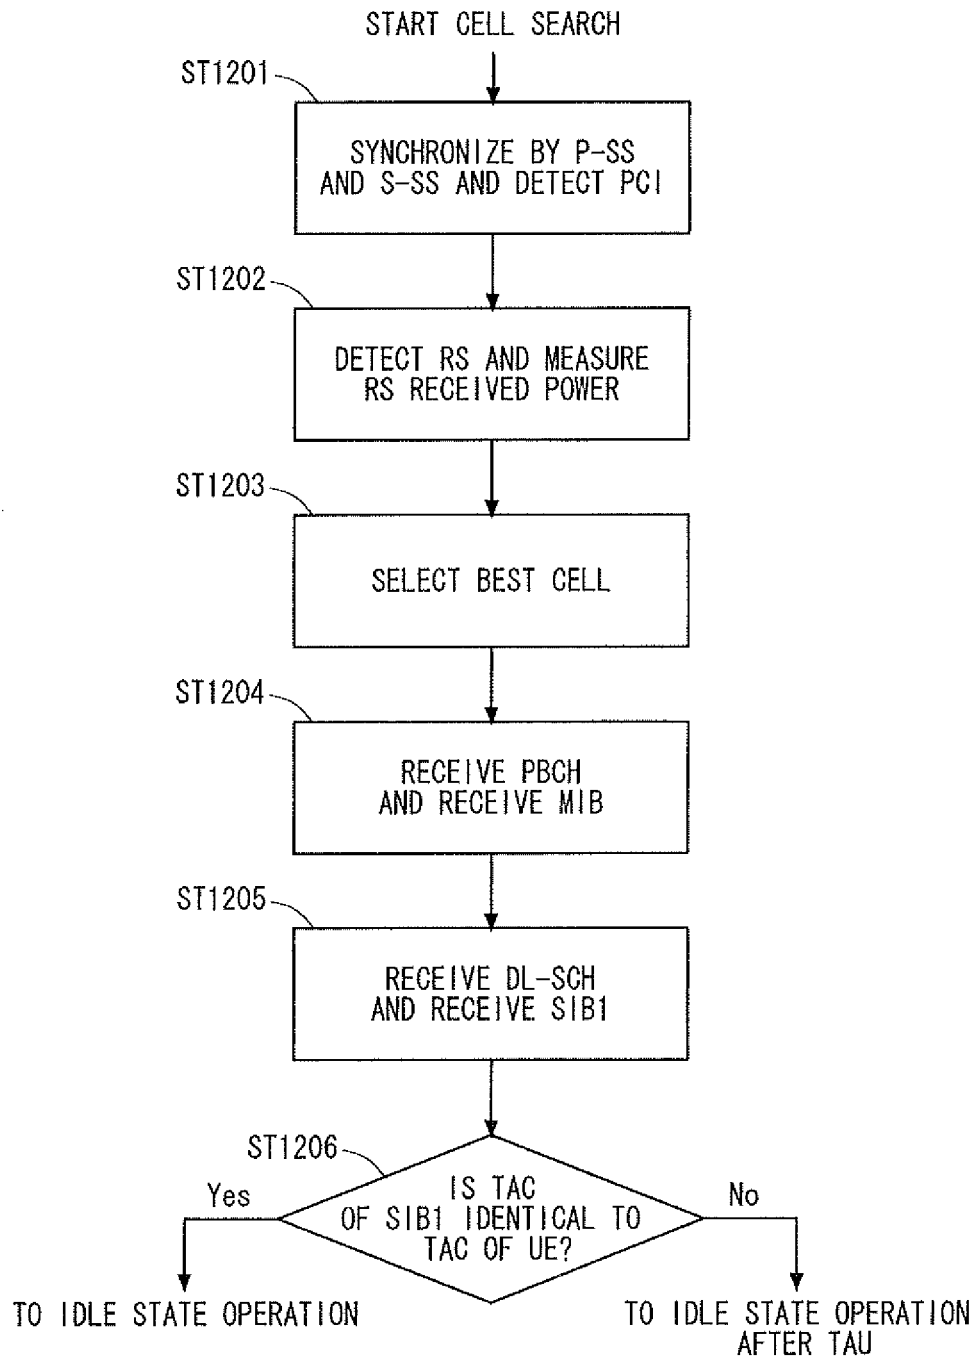 START CELL SEARCH
ST1201
SYNCHRONIZE BY P-SS
AND S-SS AND DETECT PCI
ST1202
DETECT RS AND MEASURE
RS RECEIVED POWER
ST1203
SELECT BEST CELL
ST1204
RECEIVE PBCH
AND RECEIVE MIB
ST1205
RECEIVE DL-SCH
AND RECEIVE SIB1
ST1206
IS TAC
OF SIB1 IDENTICAL TO
TAC OF UE?
Yes
No
TO IDLE STATE OPERATION
TO IDLE STATE OPERATION
AFTER TAU